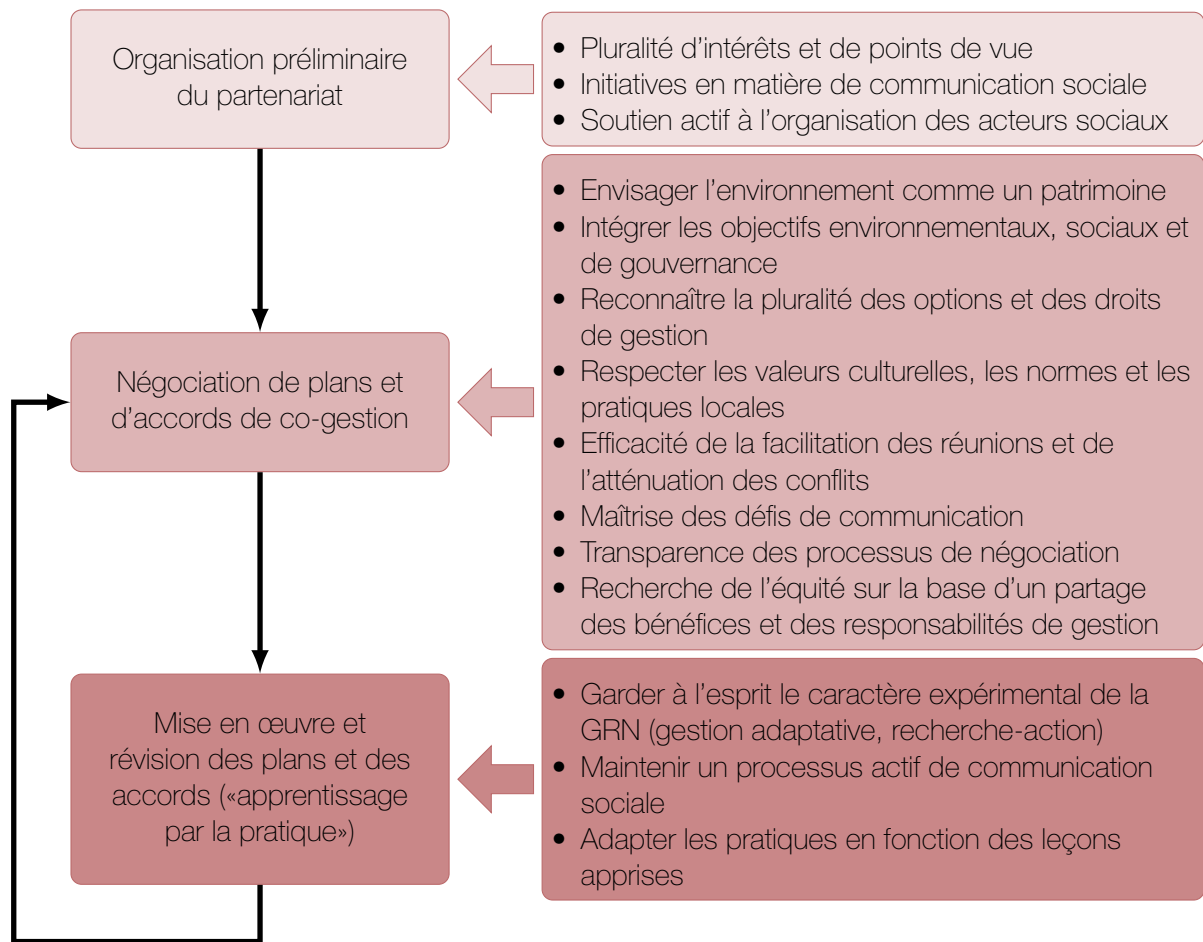 Organisation préliminaire
du partenariat
• Pluralité d’intérêts et de points de vue
• Initiatives en matière de communication sociale
• Soutien actif à l’organisation des acteurs sociaux
Négociation de plans et
d’accords de co-gestion
• Envisager l’environnement comme un patrimoine
• Intégrer les objectifs environnementaux, sociaux et
de gouvernance
• Reconnaître la pluralité des options et des droits
de gestion
• Respecter les valeurs culturelles, les normes et les
pratiques locales
• Efficacité de la facilitation des réunions et de
l’atténuation des conflits
• Maîtrise des défis de communication
• Transparence des processus de négociation
• Recherche de l’équité sur la base d’un partage
des bénéfices et des responsabilités de gestion
Mise en œuvre et
révision des plans et des
accords («apprentissage
par la pratique»)
• Garder à l’esprit le caractère expérimental de la
GRN (gestion adaptative, recherche-action)
• Maintenir un processus actif de communication
sociale
• Adapter les pratiques en fonction des leçons
apprises